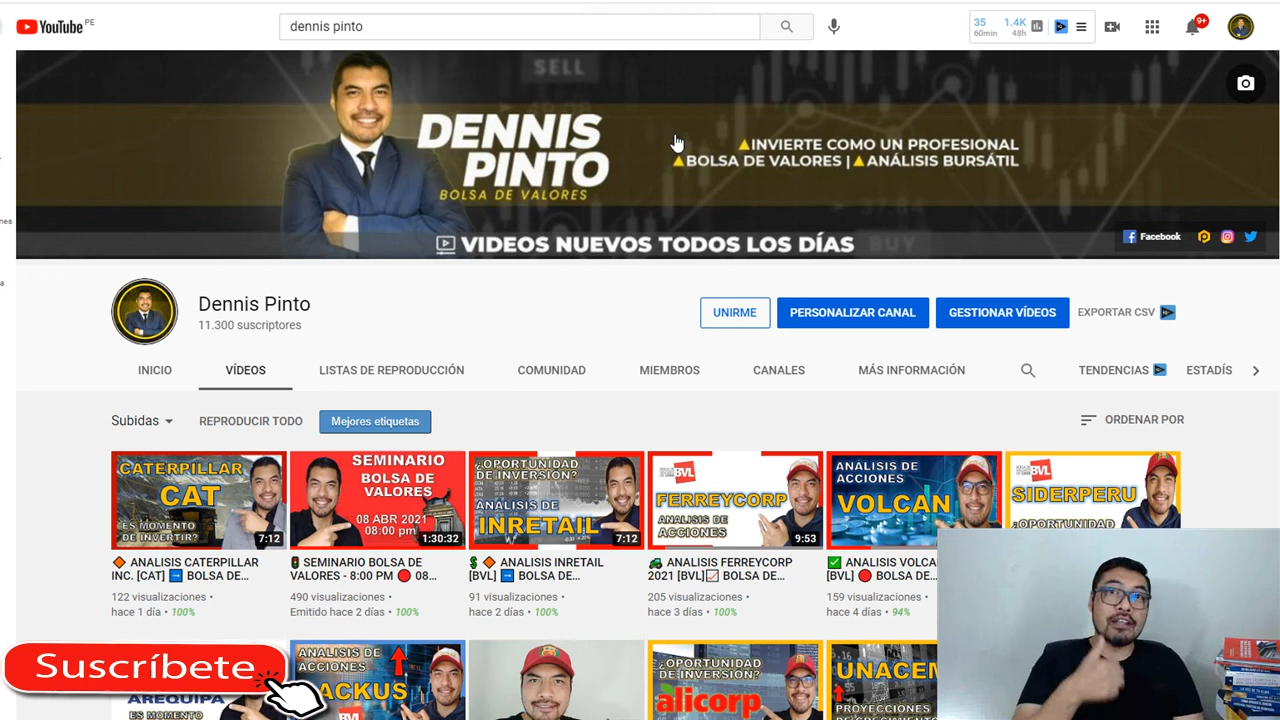 YouTube PE
dennis pinto
35
60min
1.4K
48h
9+
SELL
DENNIS
PINTO
BOLSA DE VALORES
INVIERTE COMO UN PROFESIONAL
BOLSA DE VALORES | ANÁLISIS BURSÁTIL
VIDEOS NUEVOS TODOS LOS DÍAS
BUY
Facebook
Dennis Pinto
11.300 suscriptores
UNIRME
PERSONALIZAR CANAL
GESTIONAR VÍDEOS
EXPORTAR CSV
INICIO
VÍDEOS
LISTAS DE REPRODUCCIÓN
COMUNIDAD
MIEMBROS
CANALES
MÁS INFORMACIÓN
TENDENCIAS
ESTADÍS
Subidas
REPRODUCIR TODO
Mejores etiquetas
ORDENAR POR
CATERPILLAR
CAT
ES MOMENTO
DE INVERTIR?
7:12
SEMINARIO
BOLSA DE
VALORES
08 ABR 2021
08:00 pm
1:30:32
¿OPORTUNIDAD
DE INVERSIÓN?
ANÁLISIS DE
INRETAIL
7:12
BVL
FERREYCORP
ANALISIS DE
ACCIONES
9:53
ANÁLISIS DE
ACCIONES
VOLCAN
BVL
SIDERPERU
¿OPORTUNIDAD
ANALISIS CATERPILLAR
INC. [CAT] BOLSA DE...
122 visualizaciones •
hace 1 día • 100%
SEMINARIO BOLSA DE
VALORES - 8:00 PM 08...
490 visualizaciones •
Emitido hace 2 días • 100%
ANALISIS INRETAIL
[BVL] BOLSA DE...
91 visualizaciones •
hace 2 días • 100%
ANALISIS FERREYCORP
2021 [BVL] BOLSA DE...
205 visualizaciones •
hace 3 días • 100%
ANALISIS VOLCA
[BVL] BOLSA DE...
159 visualizaciones •
hace 4 días • 94%
Suscríbete
AREQUIPA
ES MOMENTO
ANALISIS DE
ACCIONES
ACKUS
BVL
¿OPORTUNIDAD
DE INVERSIÓN?
alicorp
UNACEM
PROYECCIONES
DE CRECIMIENTO